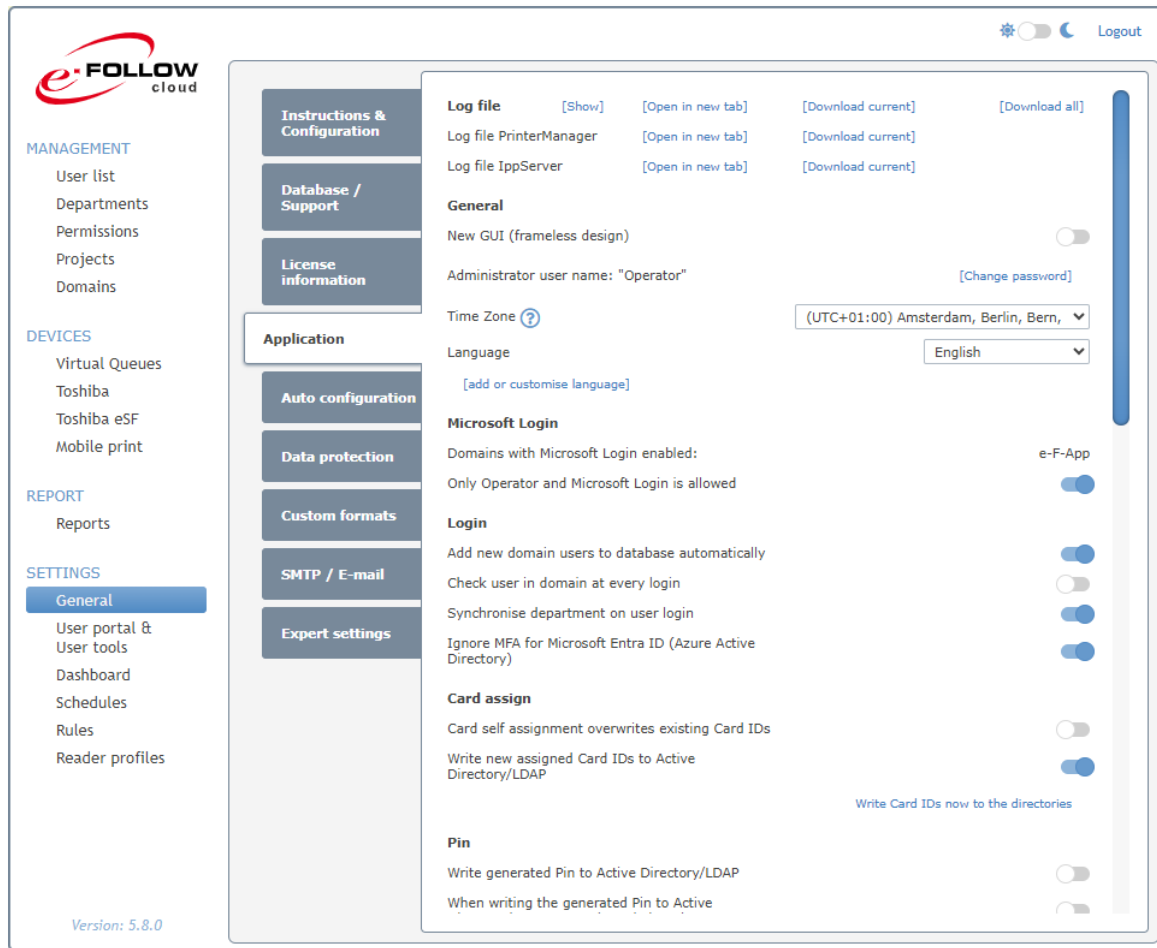 Logout
e-FOLLOW
cloud
MANAGEMENT
User list
Departments
Permissions
Projects
Domains
DEVICES
Virtual Queues
Toshiba
Toshiba eSF
Mobile print
REPORT
Reports
SETTINGS
General
User portal &
User tools
Dashboard
Schedules
Rules
Reader profiles
Version: 5.8.0
Instructions &
Configuration
Database /
Support
License
information
Application
Auto configuration
Data protection
Custom formats
SMTP / E-mail
Expert settings
Log file [Show] [Open in new tab] [Download current] [Download all]
Log file PrinterManager [Open in new tab] [Download current]
Log file IppServer [Open in new tab] [Download current]
General
New GUI (frameless design)
Administrator user name: "Operator" [Change password]
Time Zone ? (UTC+01:00) Amsterdam, Berlin, Bern,
Language English
[add or customise language]
Microsoft Login
Domains with Microsoft Login enabled: e-F-App
Only Operator and Microsoft Login is allowed
Login
Add new domain users to database automatically
Check user in domain at every login
Synchronise department on user login
Ignore MFA for Microsoft Entra ID (Azure Active
Directory)
Card assign
Card self assignment overwrites existing Card IDs
Write new assigned Card IDs to Active
Directory/LDAP
Write Card IDs now to the directories
Pin
Write generated Pin to Active Directory/LDAP
When writing the generated Pin to Active